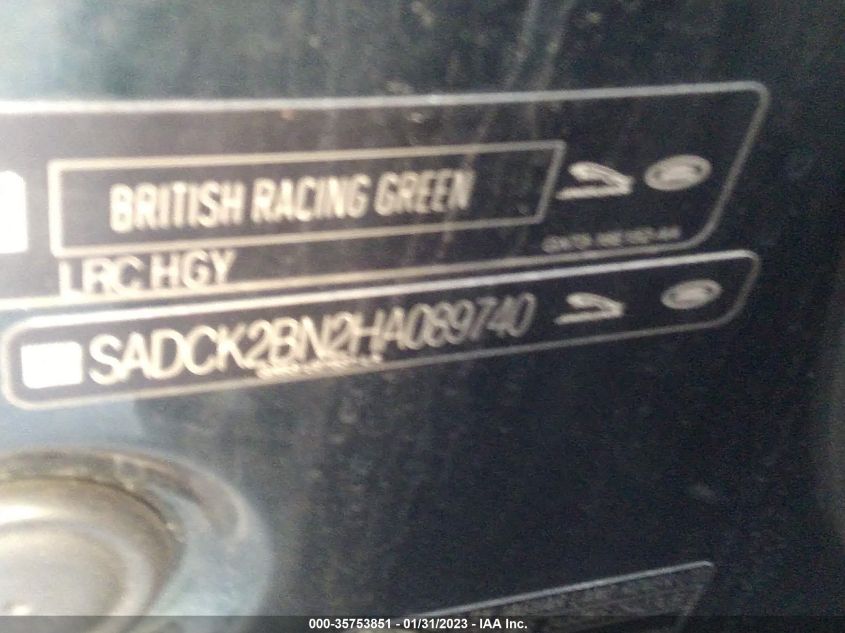 BRITISH RACING GREEN
LRC HGY
SADCK2BN2HA089740
000-35753851 - 01/31/2023 - IAA Inc.